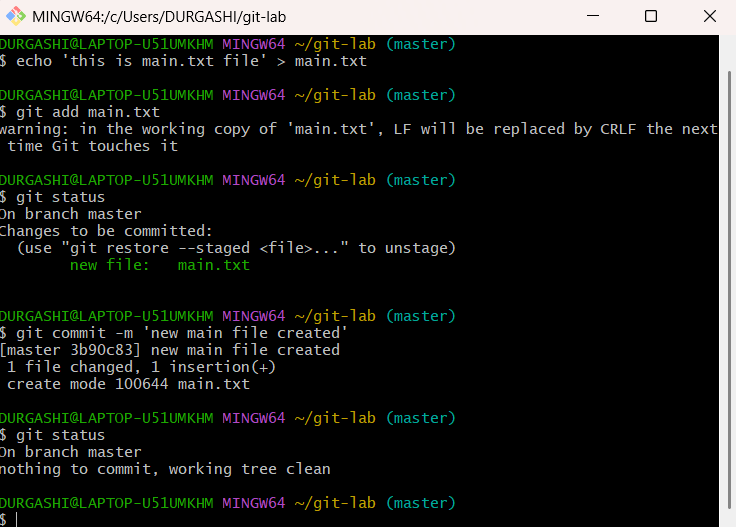 MINGW64:/c/Users/DURGASHI/git-lab
DURGASHI@LAPTOP-U51UMKHM MINGW64 ~/git-lab (master)
$ echo 'this is main.txt file' > main.txt
DURGASHI@LAPTOP-U51UMKHM MINGW64 ~/git-lab (master)
$ git add main.txt
warning: in the working copy of 'main.txt', LF will be replaced by CRLF the next
time Git touches it
DURGASHI@LAPTOP-U51UMKHM MINGW64 ~/git-lab (master)
$ git status
On branch master
Changes to be committed:
(use "git restore --staged <file>..." to unstage)
new file: main.txt
DURGASHI@LAPTOP-U51UMKHM MINGW64 ~/git-lab (master)
$ git commit -m 'new main file created'
[master 3b90c83] new main file created
1 file changed, 1 insertion(+)
create mode 100644 main.txt
DURGASHI@LAPTOP-U51UMKHM MINGW64 ~/git-lab (master)
$ git status
On branch master
nothing to commit, working tree clean
DURGASHI@LAPTOP-U51UMKHM MINGW64 ~/git-lab (master)
$